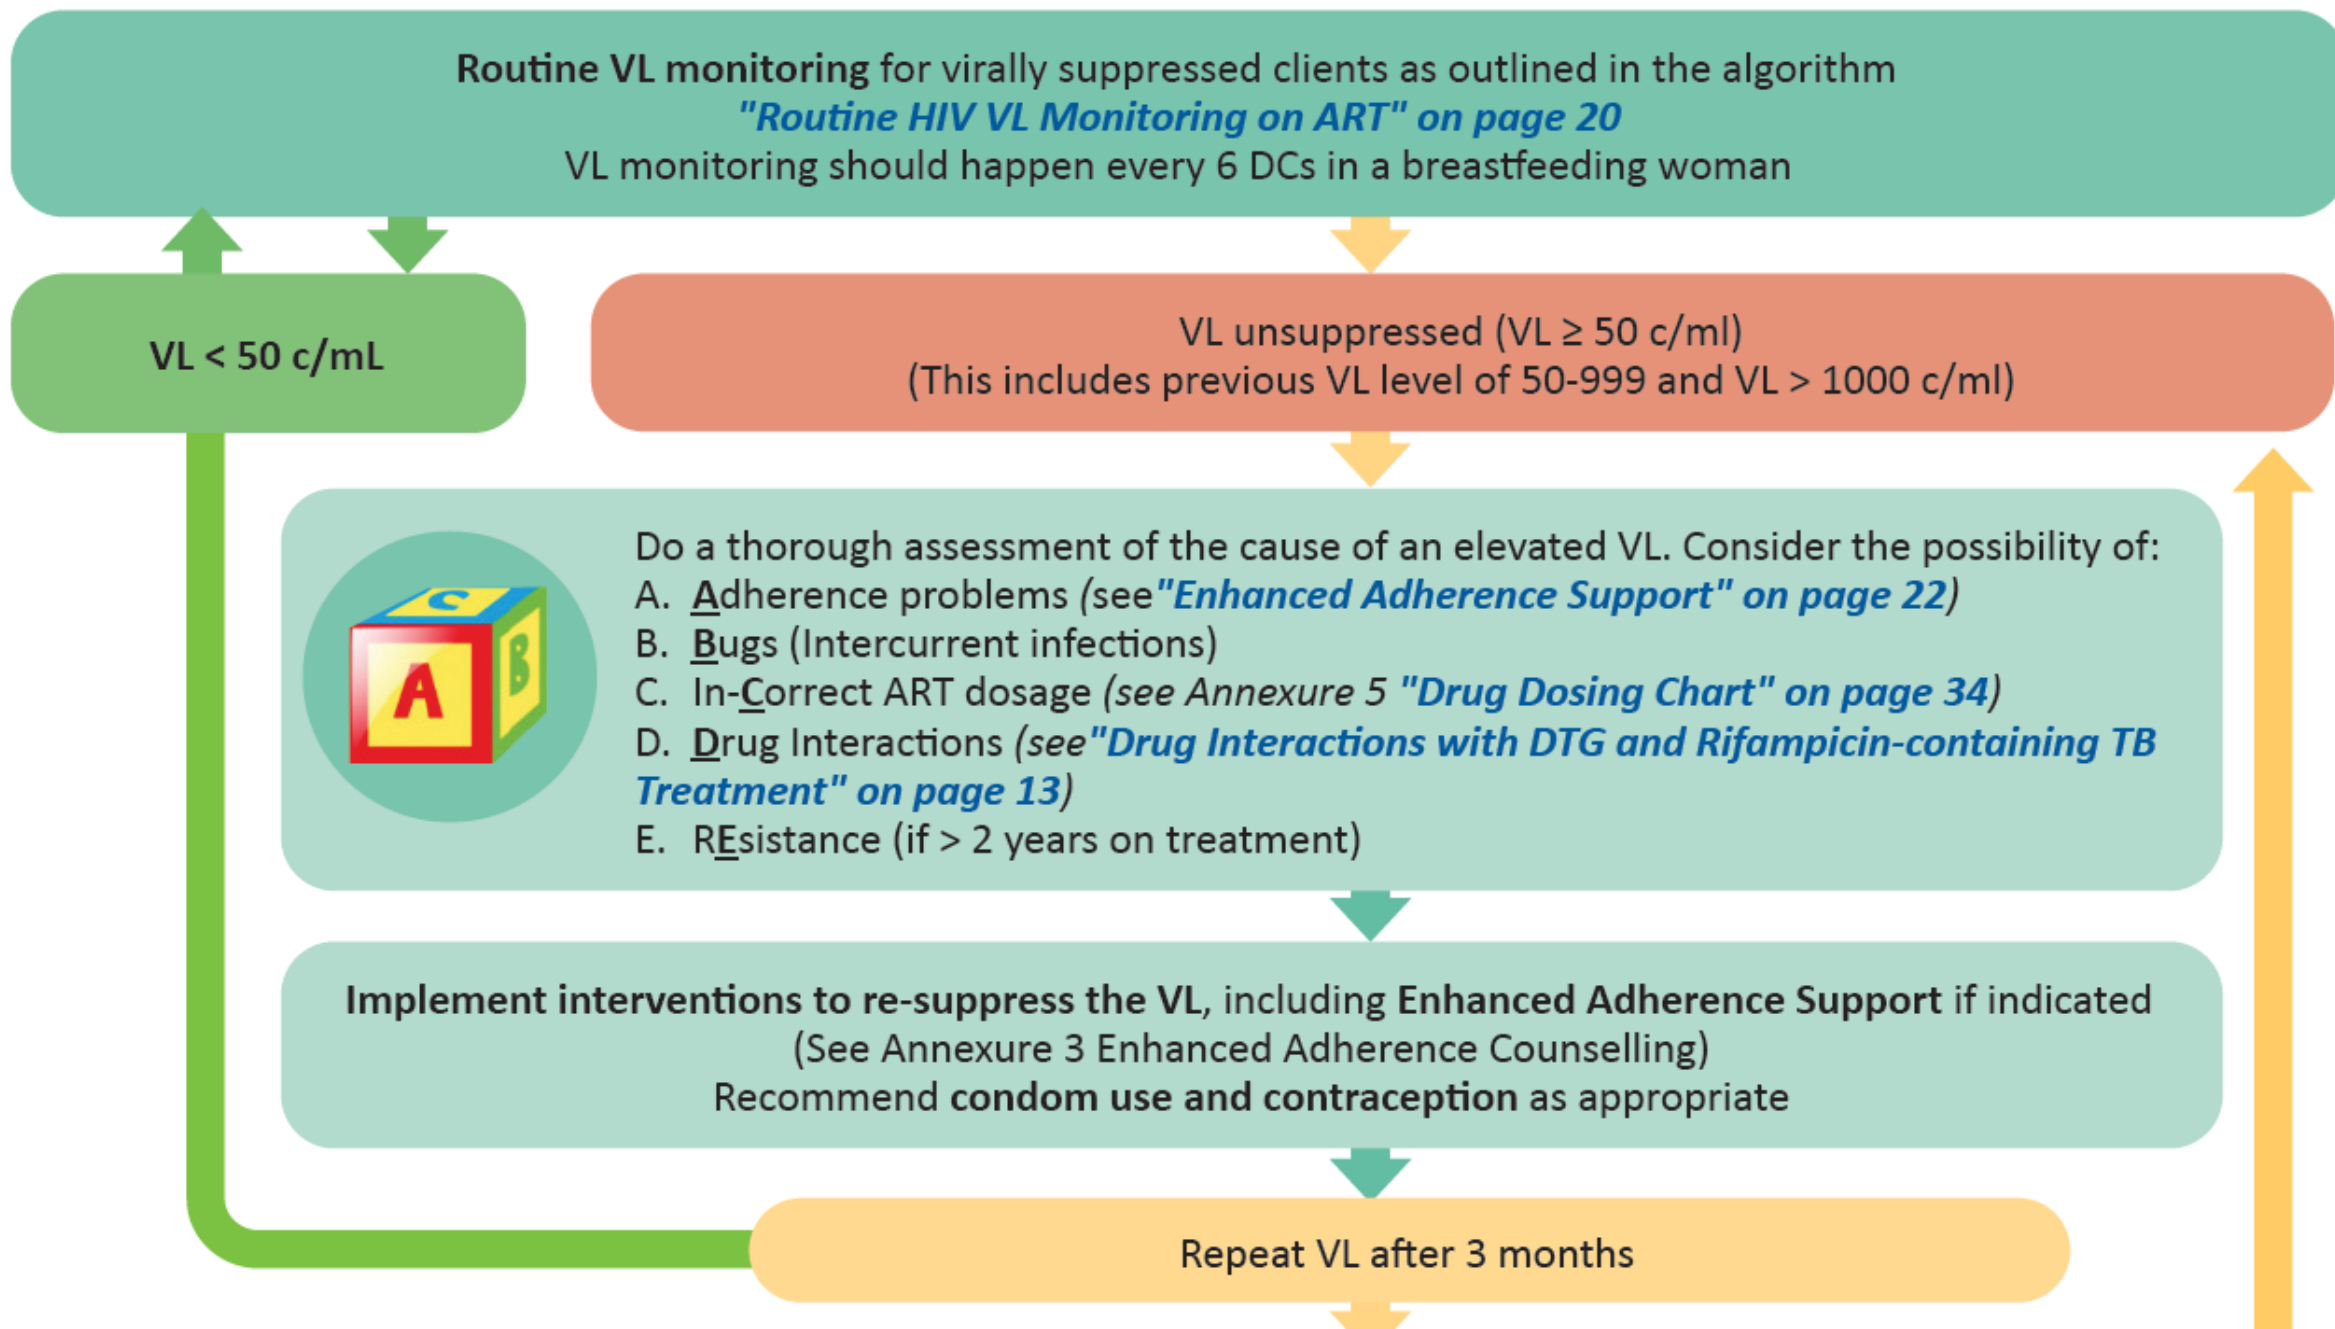 Routine VL monitoring for virally suppressed clients as outlined in the algorithm
"Routine HIV VL Monitoring on ART" on page 20
VL monitoring should happen every 6 DCs in a breastfeeding woman
VL < 50 c/mL
VL unsuppressed (VL ≥ 50 c/ml)
(This includes previous VL level of 50-999 and VL > 1000 c/ml)
C
A
B
Do a thorough assessment of the cause of an elevated VL. Consider the possibility of:
A. Adherence problems (see"Enhanced Adherence Support" on page 22)
B. Bugs (Intercurrent infections)
C. In-Correct ART dosage (see Annexure 5 "Drug Dosing Chart" on page 34)
D. Drug Interactions (see"Drug Interactions with DTG and Rifampicin-containing TB
Treatment" on page 13)
E. REsistance (if > 2 years on treatment)
Implement interventions to re-suppress the VL, including Enhanced Adherence Support if indicated
(See Annexure 3 Enhanced Adherence Counselling)
Recommend condom use and contraception as appropriate
Repeat VL after 3 months